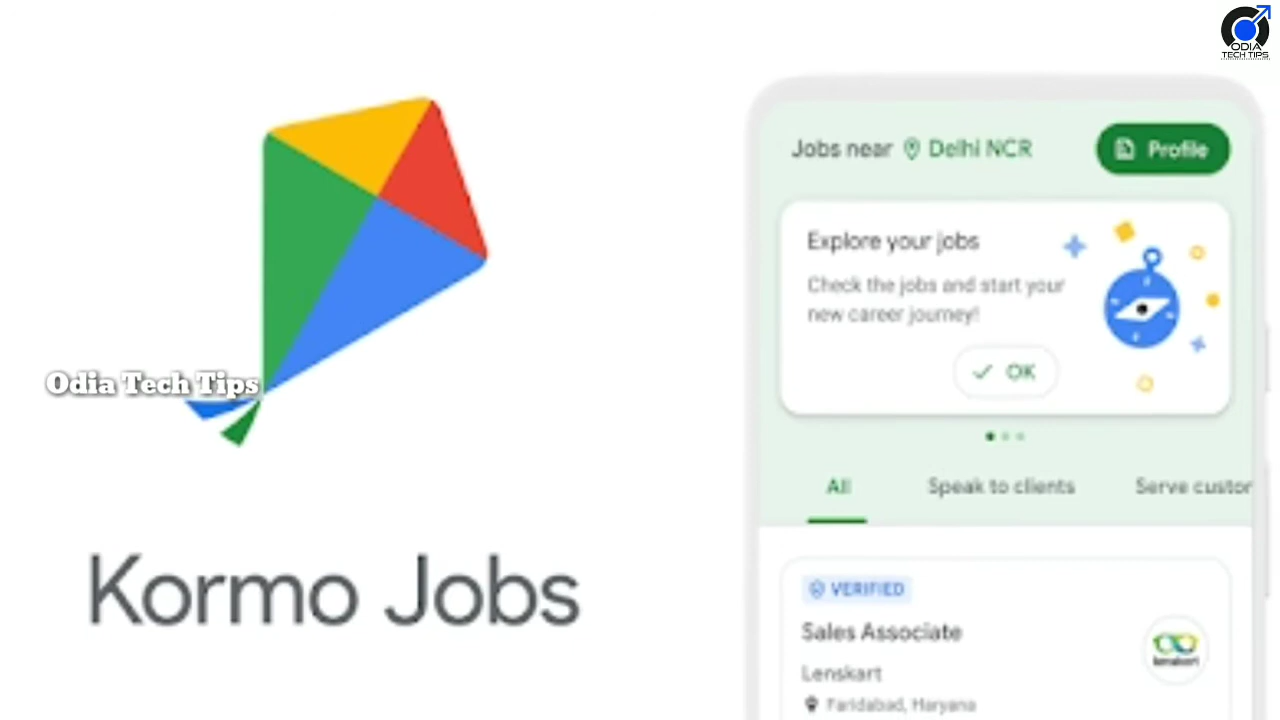 ODIA
TECH TIPS
Jobs near Delhi NCR
Profile
Explore your jobs
Check the jobs and start your
new career journey!
OK
Odia Tech Tips
All Speak to clients Serve custor
Kormo Jobs
VERIFIED
Sales Associate
Lenskart
lenskart
Faridabad, Haryana